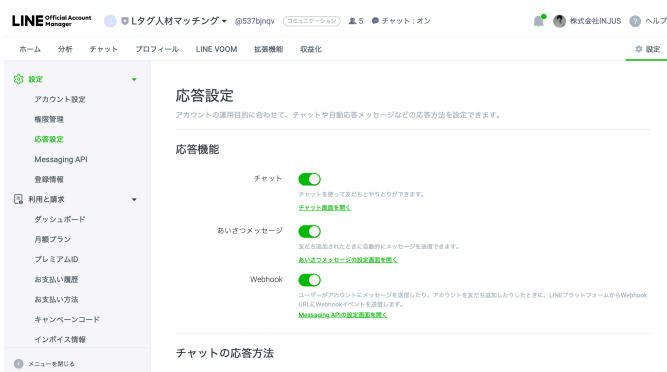 LINE Official Account Manager Lタグ人材マッチング @537bjnqv コミュニケーション 5 チャット : オン 株式会社INJUS ? ヘルプ
ホーム 分析 チャット プロフィール LINE VOOM 拡張機能 収益化 設定
設定
アカウント設定
権限管理
応答設定
Messaging API
登録情報
利用と請求
ダッシュボード
月額プラン
プレミアムID
お支払い履歴
お支払い方法
キャンペーンコード
インボイス情報
メニューを閉じる
応答設定
アカウントの運用目的に合わせて、チャットや自動応答メッセージなどの応答方法を設定できます。
応答機能
チャット
チャットを使って友だちとやりとりができます。
チャット画面を開く
あいさつメッセージ
友だち追加されたときに自動的にメッセージを送信できます。
あいさつメッセージの設定画面を開く
Webhook
ユーザーがアカウントにメッセージを送信したり、アカウントを友だち追加したりしたときに、LINEプラットフォームからWebhook
URLにWebhookイベントを送信します。
Messaging APIの設定画面を開く
チャットの応答方法